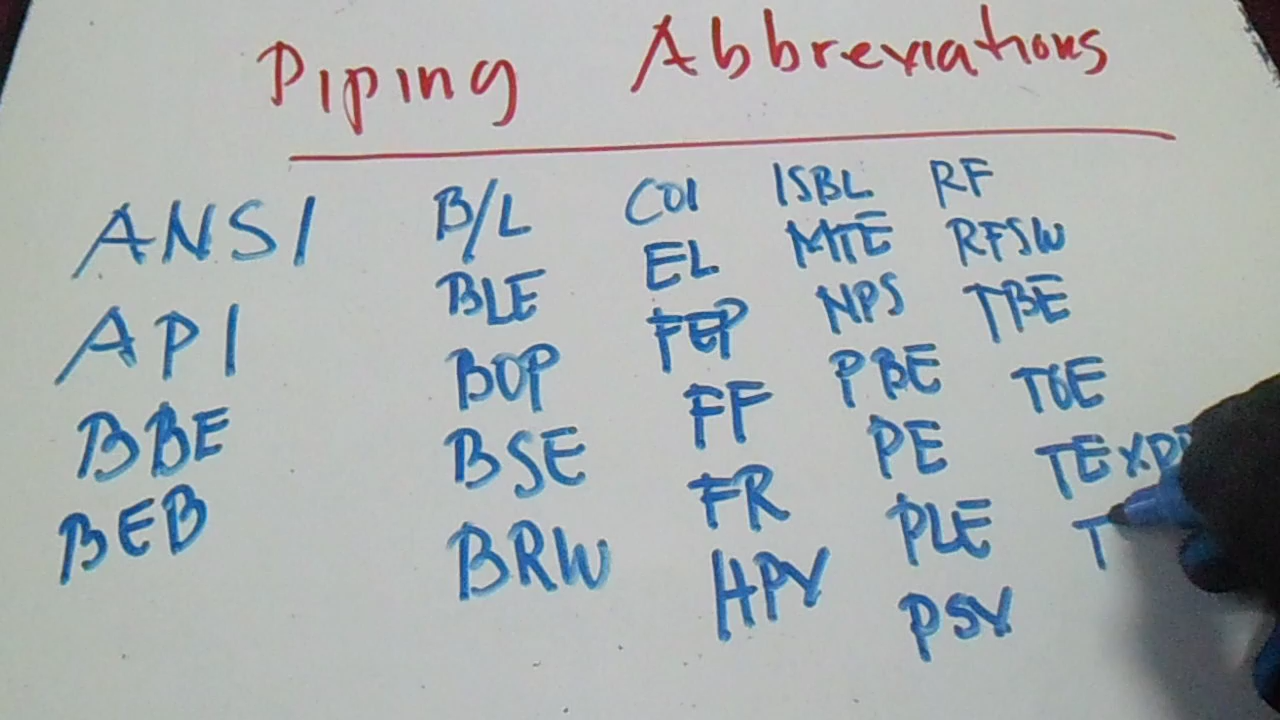 Piping Abbreviations
ANSI
API
BBE
BEB
B/L
BLE
BOP
BSE
BRW
COI
EL
FEP
FF
FR
HPV
ISBL
MTE
NPS
PBE
PE
PLE
PSV
RF
RFSW
TBE
TOE
T